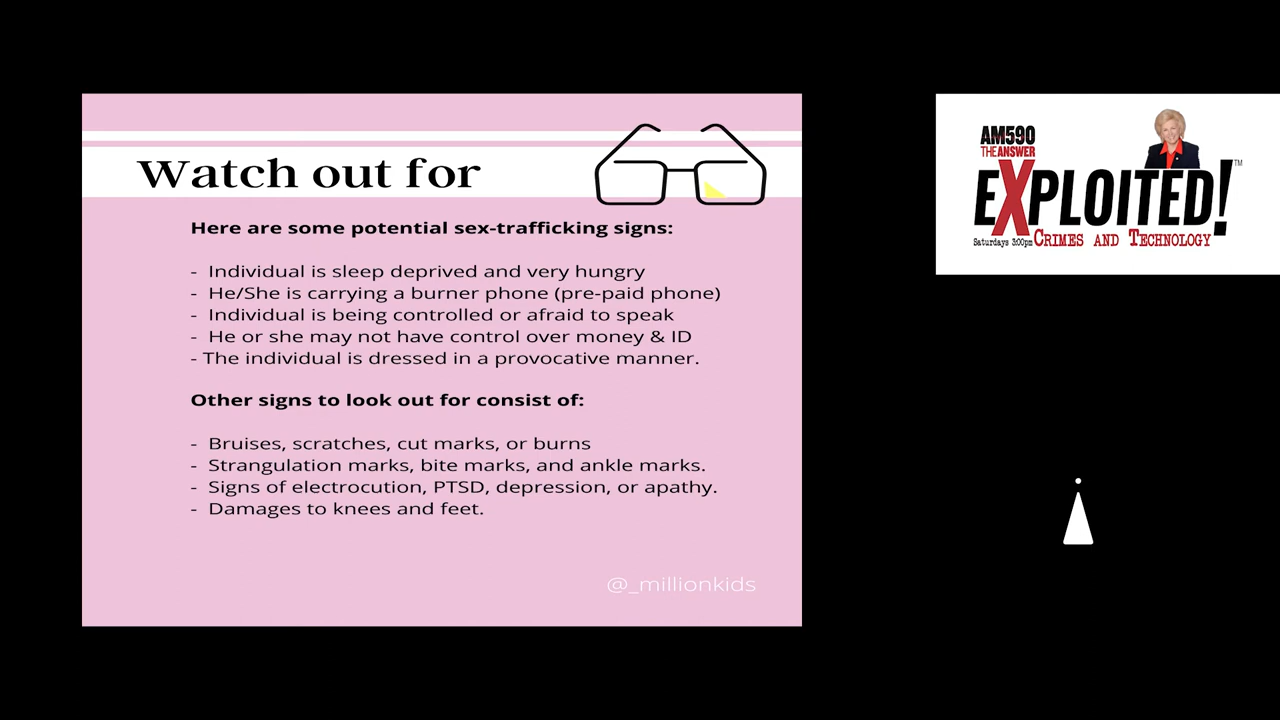 Watch out for
Here are some potential sex-trafficking signs:
- Individual is sleep deprived and very hungry
- He/She is carrying a burner phone (pre-paid phone)
- Individual is being controlled or afraid to speak
- He or she may not have control over money & ID
- The individual is dressed in a provocative manner.
Other signs to look out for consist of:
- Bruises, scratches, cut marks, or burns
- Strangulation marks, bite marks, and ankle marks.
- Signs of electrocution, PTSD, depression, or apathy.
- Damages to knees and feet.
@_millionkids
AM590
THE ANSWER
EXPLOITED!™
Saturdays 3:00pm CRIMES AND TECHNOLOGY